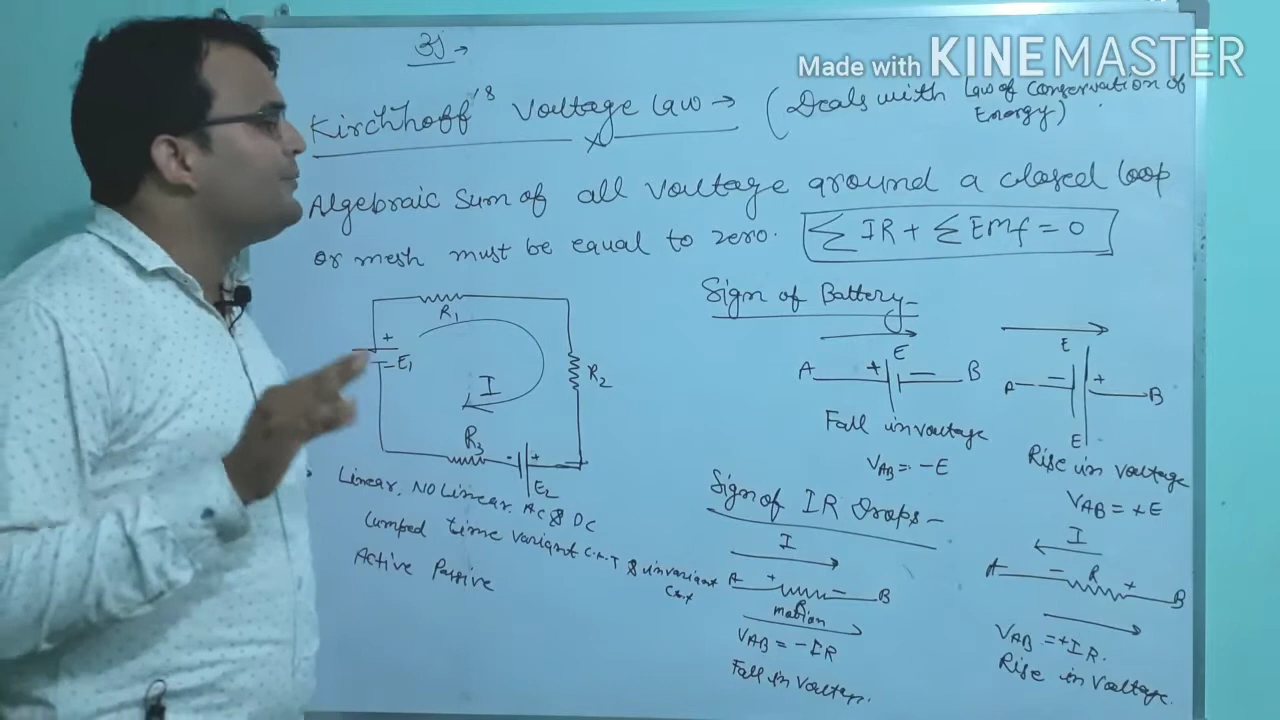 3) →
Made with KINEMASTER
Kirchhoff's Voltage law → (Deals with Law of conservation of Energy)
Algebraic Sum of all Voltage around a closed loop
or mesh must be equal to zero. ∑ IR + ∑ Emf = 0
R1
+
- E1
I
R2
R3
- +
E2
Linear, NO Linear, AC & DC
Lumped time variant C.K.T & invariant
C.K.T
Active Passive
Sign of Battery -
A + E - B
Fall in voltage
VAB = -E
E
A - + B
E
Rise in voltage
VAB = +E
Sign of IR Drops -
I
A + - B
R
motion
VAB = -IR
Fall in Voltage.
I
A - R + B
VAB = +IR.
Rise in voltage.